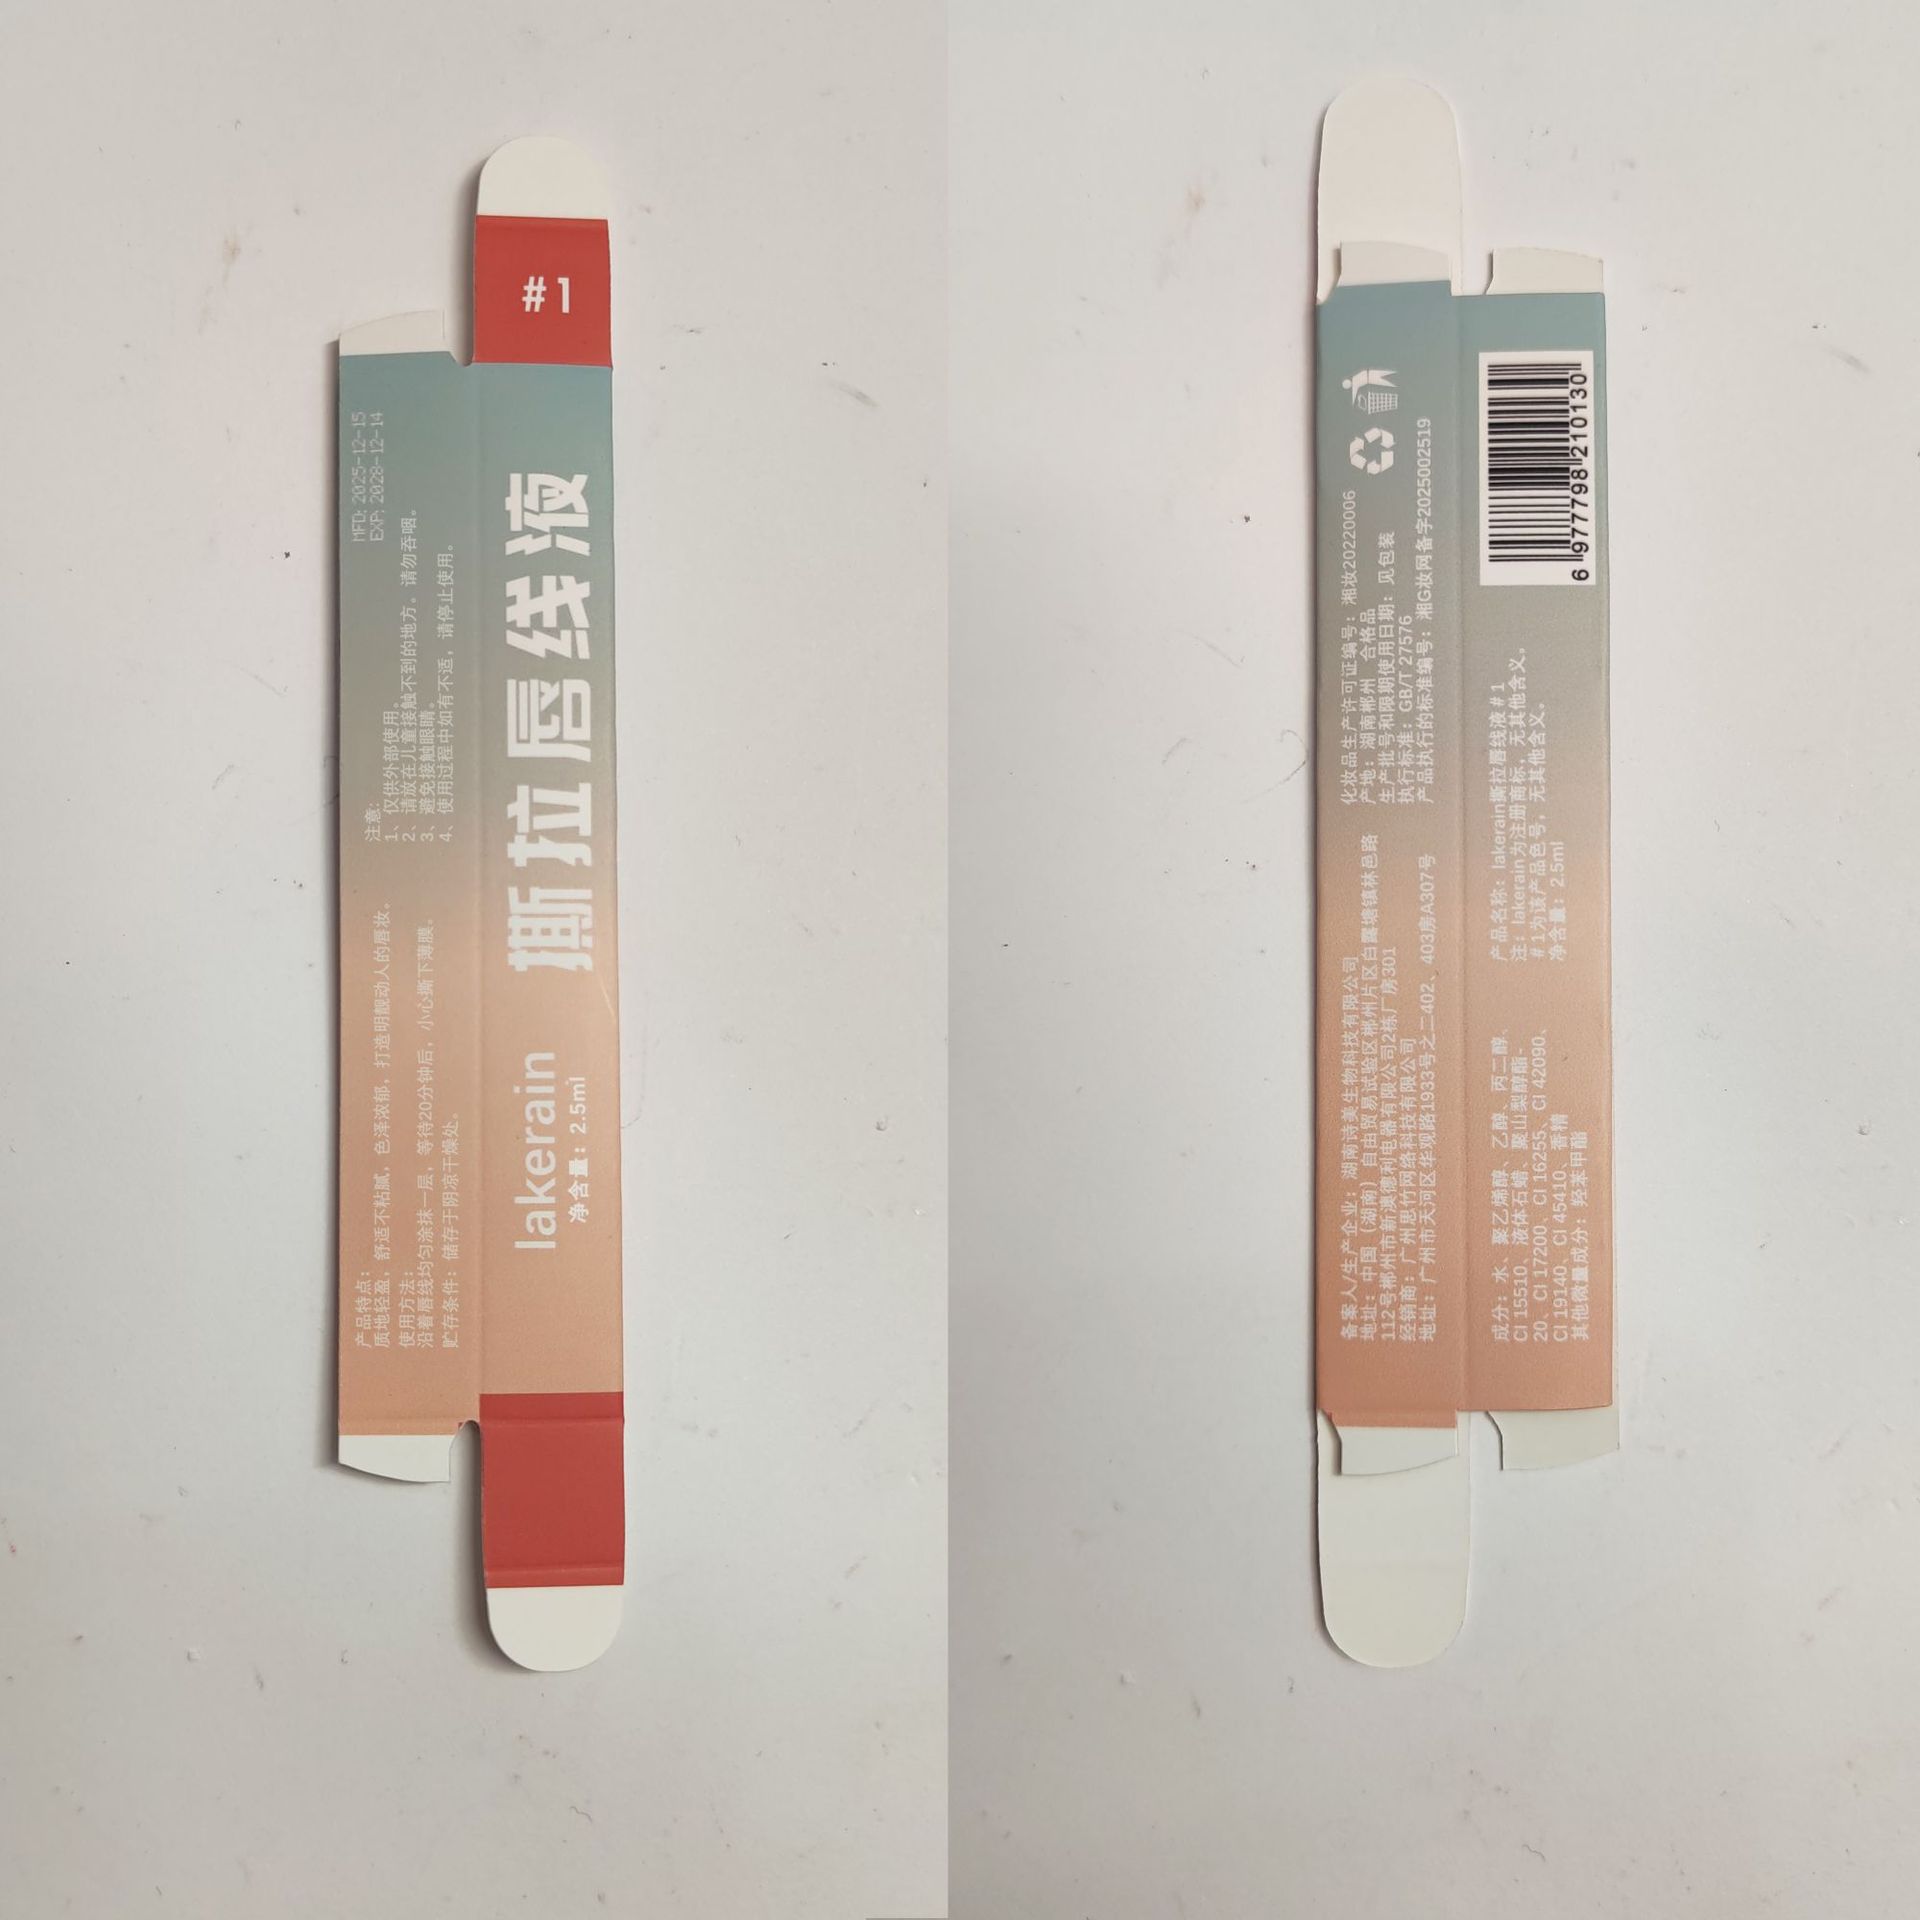 #1
lakerain 撕拉唇线液
净含量：2.5ml
MFD: 2025-12-15
EXP: 2028-12-14
产品特点：
质地轻盈，舒适不粘腻，色泽浓郁，打造明靓动人的唇妆。
使用方法：
沿着唇线均匀涂抹一层，等待20分钟后，小心撕下薄膜。
贮存条件：储存于阴凉干燥处。
注意：
1、仅供外部使用。
2、请放在儿童接触不到的地方。请勿吞咽。
3、避免接触眼睛。
4、使用过程中如有不适，请停止使用。
备案人/生产企业：湖南诗美生物科技有限公司
地址：中国（湖南）自由贸易试验区郴州片区白露塘镇林邑路
112号郴州市新澳德利电器有限公司2栋厂房301
经销商：广州思竹网络科技有限公司
地址：广州市天河区华观路1933号之二402、403房A307号
化妆品生产许可证编号：湘妆20220006
产地：湖南郴州 合格品
生产批号和限期使用日期：见包装
执行标准：GB/T 27576
产品执行的标准编号：湘G妆网备字2025002519
成分：水、聚乙烯醇、乙醇、丙二醇、
CI 15510、液体石蜡、聚山梨醇酯-
20、CI 17200、CI 16255、CI 42090、
CI 19140、CI 45410、香精
其他微量成分：羟苯甲酯
产品名称：lakerain撕拉唇线液#1
注：lakerain为注册商标，无其他含义。
#1为该产品色号，无其他含义。
净含量：2.5ml
6 977798 210130